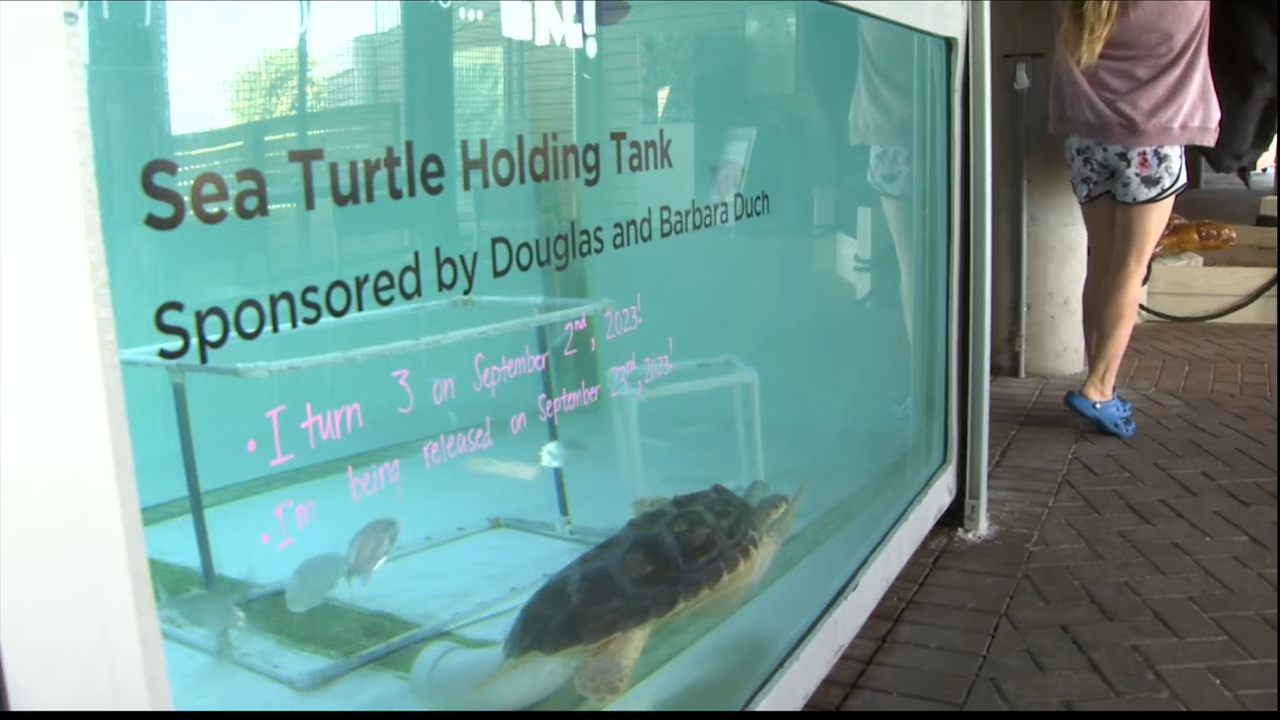 Sea Turtle Holding Tank
Sponsored by Douglas and Barbara Duch
• I turn 3 on September 2nd, 2023!
• I'm being released on September 23rd, 2023!